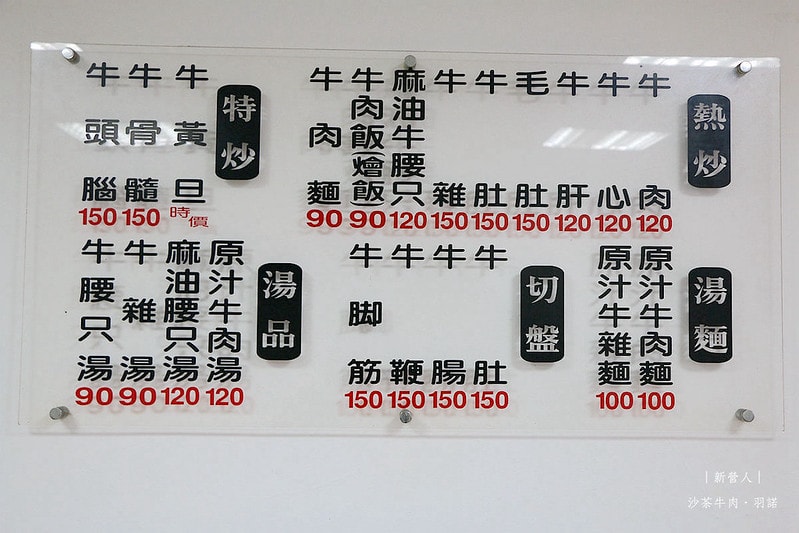 熱炒
牛肉
120
牛心
120
牛肝
120
毛肚
150
牛肚
150
牛雜
150
麻油牛腰只
120
牛肉飯燴飯
90
牛肉麵
90
特炒
牛黃旦
時價
牛骨髓
150
牛頭腦
150
湯麵
原汁牛肉麵
100
原汁牛雜麵
100
切盤
牛肚
150
牛腸
150
牛鞭
150
牛脚筋
150
湯品
原汁牛肉湯
120
麻油腰只湯
120
牛雜湯
90
牛腰只湯
90
|新營人|
沙茶牛肉・羽諾